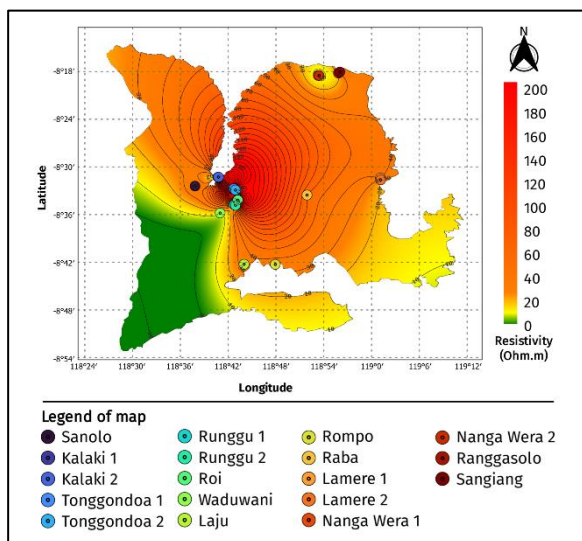 N
-8°18'
-8°24'
-8°30'
-8°36'
-8°42'
-8°48'
-8°54'
Latitude
118°24' 118°30' 118°36' 118°42' 118°48' 118°54' 119°0' 119°6' 119°12'
Longitude
200
180
160
140
120
100
80
60
40
20
0
Resistivity
(Ohm.m)
Legend of map
Sanolo
Kalaki 1
Kalaki 2
Tonggondoa 1
Tonggondoa 2
Runggu 1
Runggu 2
Roi
Waduwani
Laju
Rompo
Raba
Lamere 1
Lamere 2
Nanga Wera 1
Nanga Wera 2
Ranggasolo
Sangiang